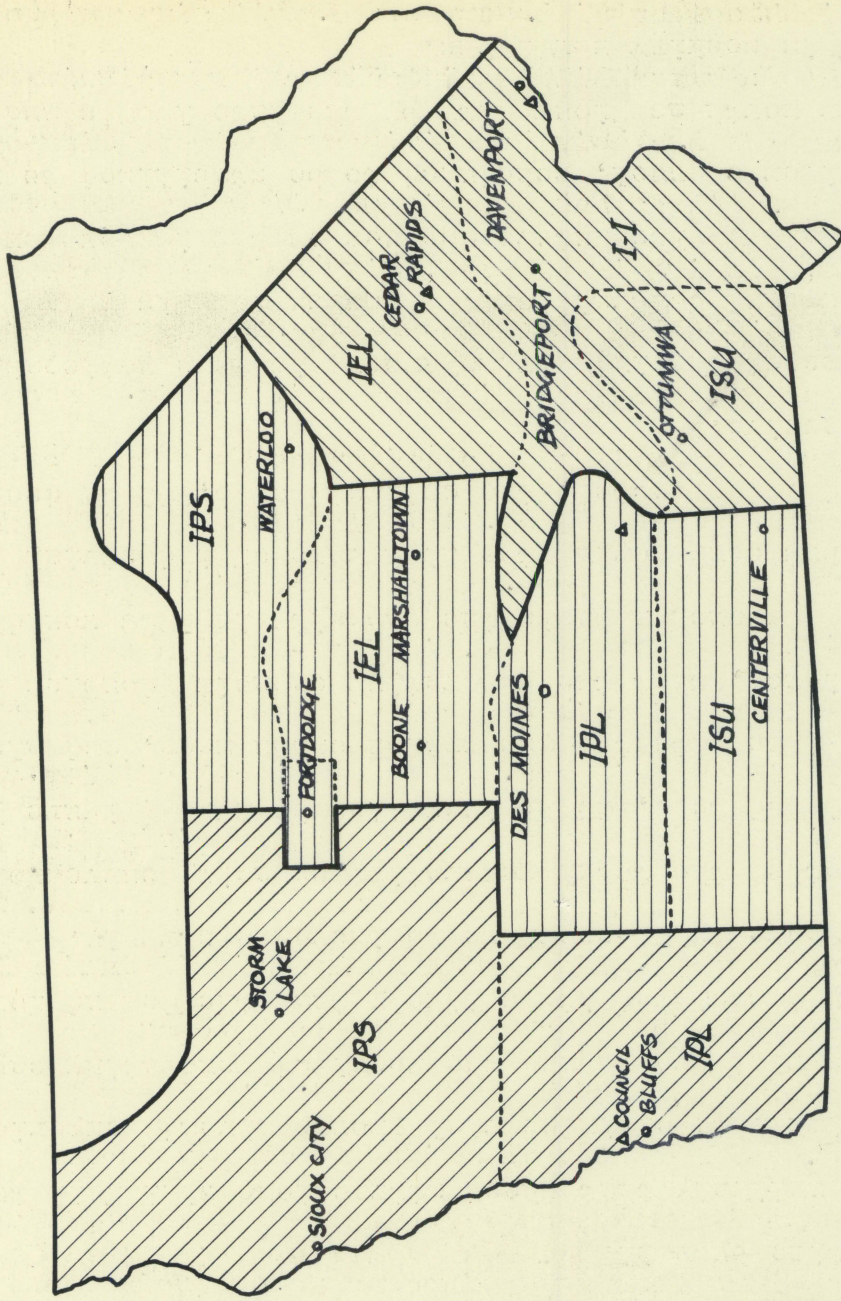 IPS
WATERLOO
IEL
CEDAR
RAPIDS
FORTDODGE
STORM
LAKE
IEL
BOONE
MARSHALLTOWN
IPS
SIOUX CITY
DAVENPORT
BRIDGEPORT
I-I
DES MOINES
IPL
OTTUMWA
ISU
COUNCIL
BLUFFS
IPL
ISU
CENTERVILLE